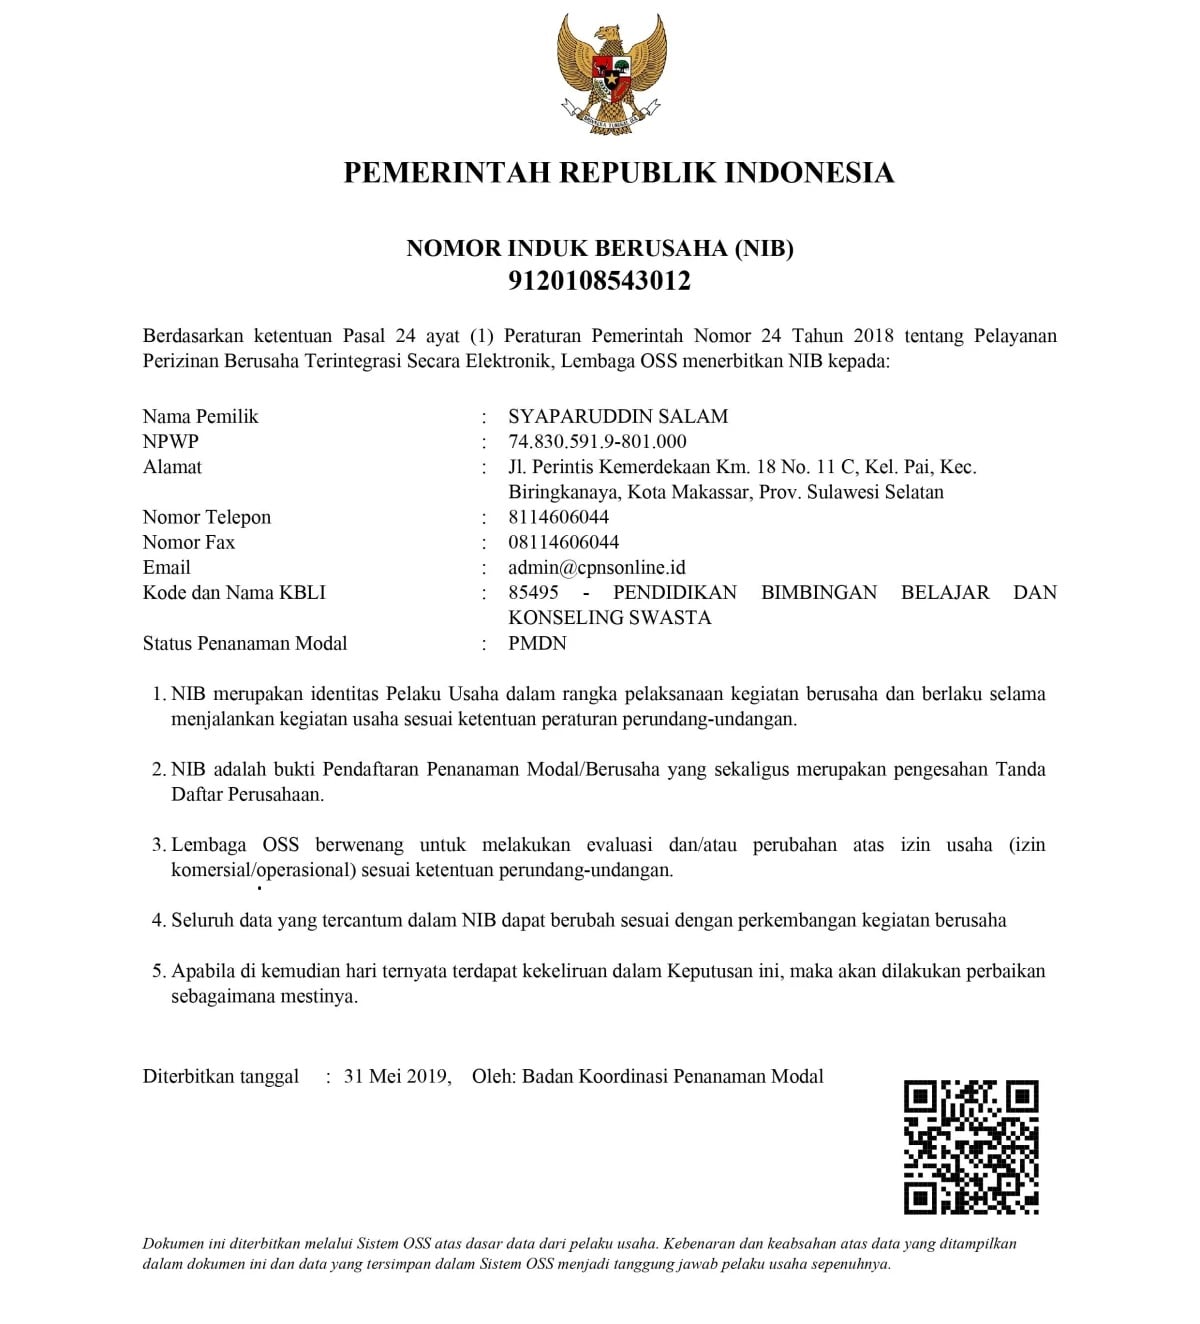 PEMERINTAH REPUBLIK INDONESIA
NOMOR INDUK BERUSAHA (NIB)
9120108543012
Berdasarkan ketentuan Pasal 24 ayat (1) Peraturan Pemerintah Nomor 24 Tahun 2018 tentang Pelayanan
Perizinan Berusaha Terintegrasi Secara Elektronik, Lembaga OSS menerbitkan NIB kepada:
Nama Pemilik : SYAPARUDDIN SALAM
NPWP : 74.830.591.9-801.000
Alamat : Jl. Perintis Kemerdekaan Km. 18 No. 11 C, Kel. Pai, Kec.
Biringkanaya, Kota Makassar, Prov. Sulawesi Selatan
Nomor Telepon : 8114606044
Nomor Fax : 08114606044
Email : admin@cpnsonline.id
Kode dan Nama KBLI : 85495 - PENDIDIKAN BIMBINGAN BELAJAR DAN
KONSELING SWASTA
Status Penanaman Modal : PMDN
1. NIB merupakan identitas Pelaku Usaha dalam rangka pelaksanaan kegiatan berusaha dan berlaku selama
menjalankan kegiatan usaha sesuai ketentuan peraturan perundang-undangan.
2. NIB adalah bukti Pendaftaran Penanaman Modal/Berusaha yang sekaligus merupakan pengesahan Tanda
Daftar Perusahaan.
3. Lembaga OSS berwenang untuk melakukan evaluasi dan/atau perubahan atas izin usaha (izin
komersial/operasional) sesuai ketentuan perundang-undangan.
4. Seluruh data yang tercantum dalam NIB dapat berubah sesuai dengan perkembangan kegiatan berusaha
5. Apabila di kemudian hari ternyata terdapat kekeliruan dalam Keputusan ini, maka akan dilakukan perbaikan
sebagaimana mestinya.
Diterbitkan tanggal : 31 Mei 2019, Oleh: Badan Koordinasi Penanaman Modal
Dokumen ini diterbitkan melalui Sistem OSS atas dasar data dari pelaku usaha. Kebenaran dan keabsahan atas data yang ditampilkan
dalam dokumen ini dan data yang tersimpan dalam Sistem OSS menjadi tanggung jawab pelaku usaha sepenuhnya.